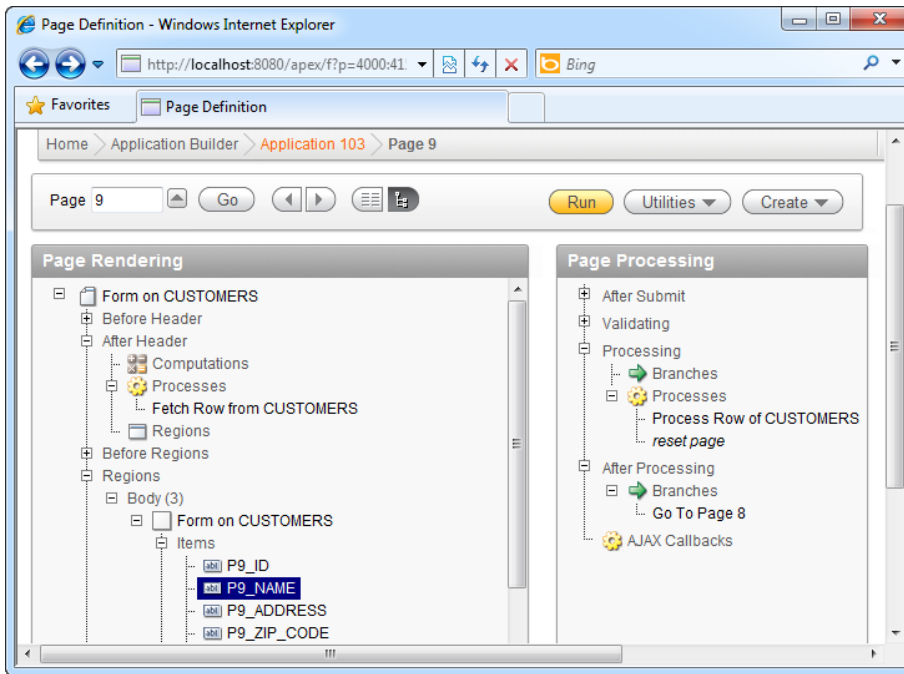 Page Definition - Windows Internet Explorer
http://localhost:8080/apex/f?p=4000:41:
Bing
Favorites
Page Definition
Home
Application Builder
Application 103
Page 9
Page 9
Go
Run
Utilities
Create
Page Rendering
Form on CUSTOMERS
Before Header
After Header
Computations
Processes
Fetch Row from CUSTOMERS
Regions
Before Regions
Regions
Body (3)
Form on CUSTOMERS
Items
P9_ID
P9_NAME
P9_ADDRESS
P9_ZIP_CODE
Page Processing
After Submit
Validating
Processing
Branches
Processes
Process Row of CUSTOMERS
reset page
After Processing
Branches
Go To Page 8
AJAX Callbacks